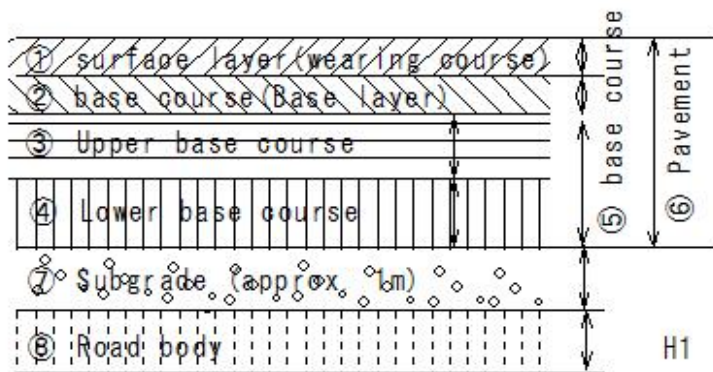 ① surface layer(wearing course)
② base course(Base layer)
③ Upper base course
④ Lower base course
⑤ base course
⑥ Pavement
⑦ Subgrade (approx. 1m)
⑧ Road body
H1